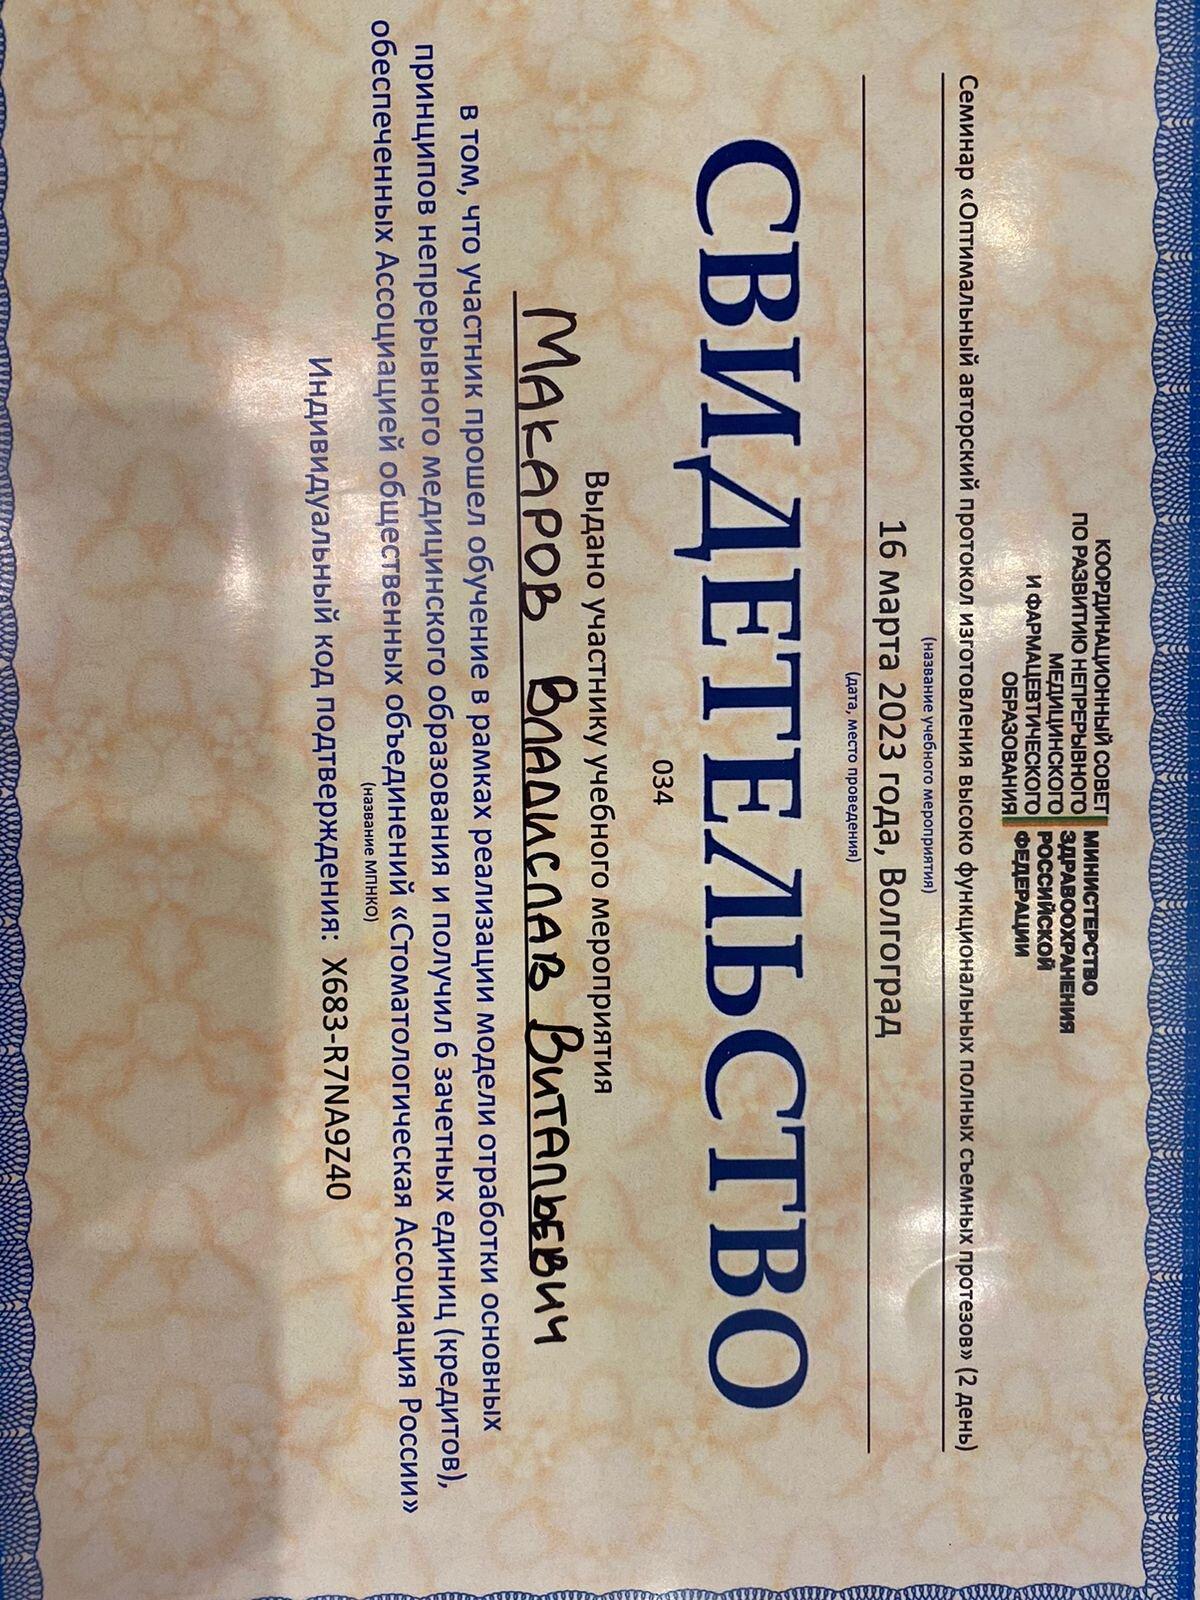 КООРДИНАЦИОННЫЙ СОВЕТ
ПО РАЗВИТИЮ НЕПРЕРЫВНОГО
МЕДИЦИНСКОГО
И ФАРМАЦЕВТИЧЕСКОГО
ОБРАЗОВАНИЯ
МИНИСТЕРСТВО
ЗДРАВООХРАНЕНИЯ
РОССИЙСКОЙ
ФЕДЕРАЦИИ
Семинар «Оптимальный авторский протокол изготовления высоко функциональных полных съемных протезов» (2 день)
(название учебного мероприятия)
16 марта 2023 года, Волгоград
(дата, место проведения)
СВИДЕТЕЛЬСТВО
034
Выдано участнику учебного мероприятия
МАКАРОВ ВЛАДИСЛАВ ВИТАЛЬЕВИЧ
в том, что участник прошел обучение в рамках реализации модели отработки основных
принципов непрерывного медицинского образования и получил 6 зачетных единиц (кредитов),
обеспеченных Ассоциацией общественных объединений «Стоматологическая Ассоциация России»
(название МПНКО)
Индивидуальный код подтверждения: X683-R7NA9Z40